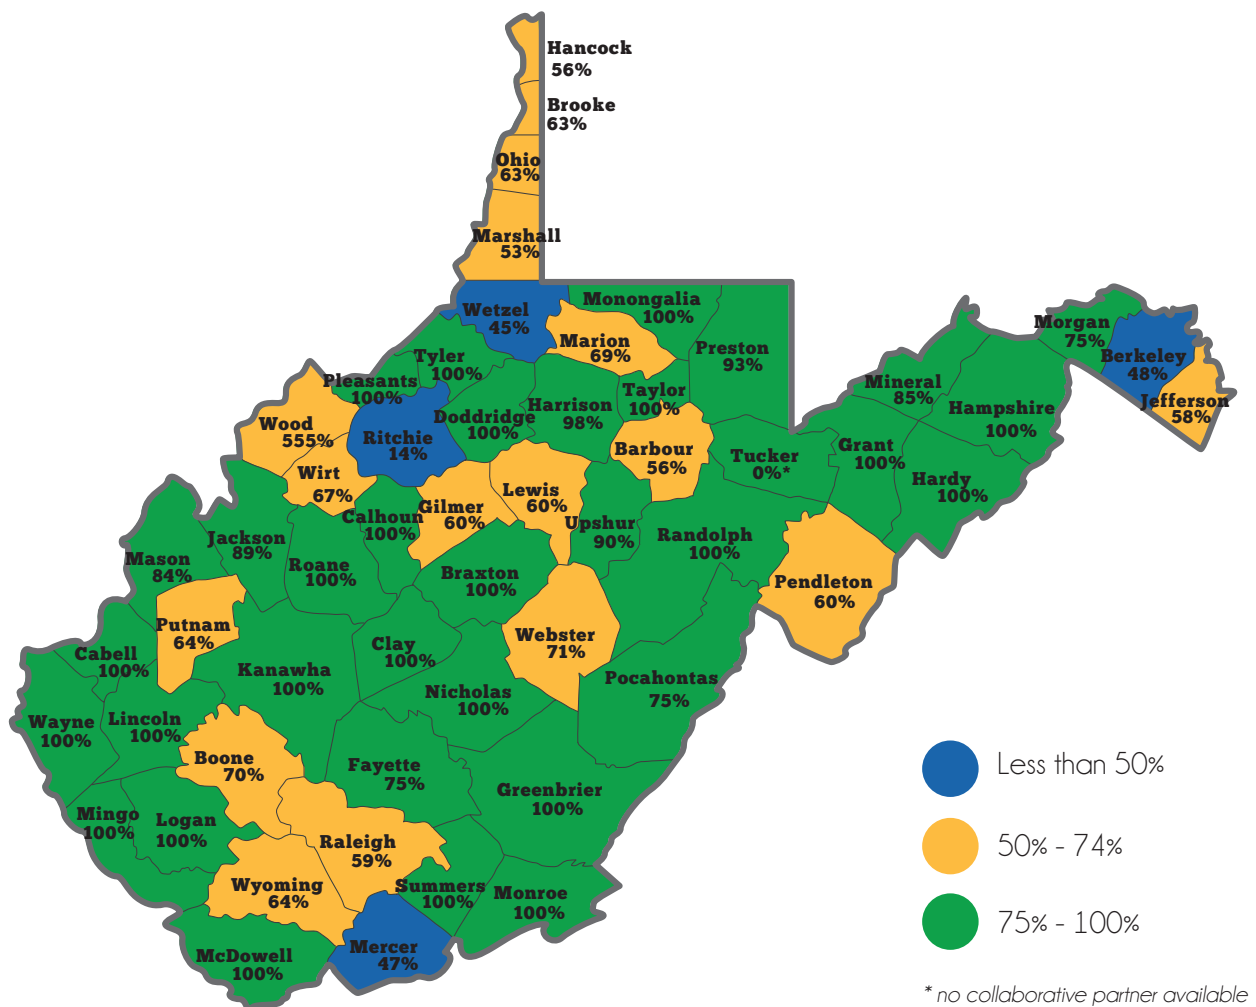 Hancock
56%
Brooke
63%
Ohio
63%
Marshall
53%
Wetzel
45%
Monongalia
100%
Marion
69%
Preston
93%
Tyler
100%
Pleasants
100%
Doddridge
100%
Harrison
98%
Taylor
100%
Morgan
75%
Berkeley
48%
Jefferson
58%
Mineral
85%
Hampshire
100%
Grant
100%
Hardy
100%
Wood
555%
Ritchie
14%
Wirt
67%
Barbour
56%
Tucker
0%*
Calhoun
100%
Gilmer
60%
Lewis
60%
Upshur
90%
Randolph
100%
Pendleton
60%
Jackson
89%
Mason
84%
Roane
100%
Braxton
100%
Putnam
64%
Clay
100%
Webster
71%
Cabell
100%
Kanawha
100%
Nicholas
100%
Pocahontas
75%
Wayne
100%
Lincoln
100%
Boone
70%
Fayette
75%
Greenbrier
100%
Mingo
100%
Logan
100%
Raleigh
59%
Wyoming
64%
Summers
100%
Monroe
100%
McDowell
100%
Mercer
47%
Less than 50%
50% - 74%
75% - 100%
* no collaborative partner available